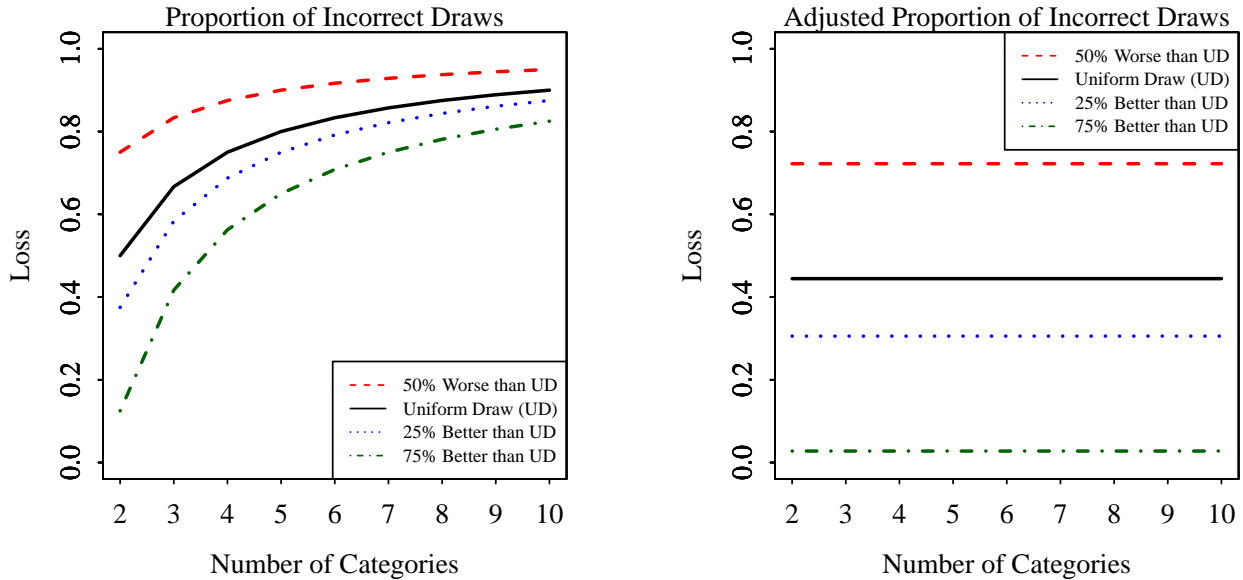 Proportion of Incorrect Draws
Loss
1.0
0.8
0.6
0.4
0.2
0.0
50% Worse than UD
Uniform Draw (UD)
25% Better than UD
75% Better than UD
2 3 4 5 6 7 8 9 10
Number of Categories
Adjusted Proportion of Incorrect Draws
Loss
1.0
0.8
0.6
0.4
0.2
0.0
50% Worse than UD
Uniform Draw (UD)
25% Better than UD
75% Better than UD
2 3 4 5 6 7 8 9 10
Number of Categories